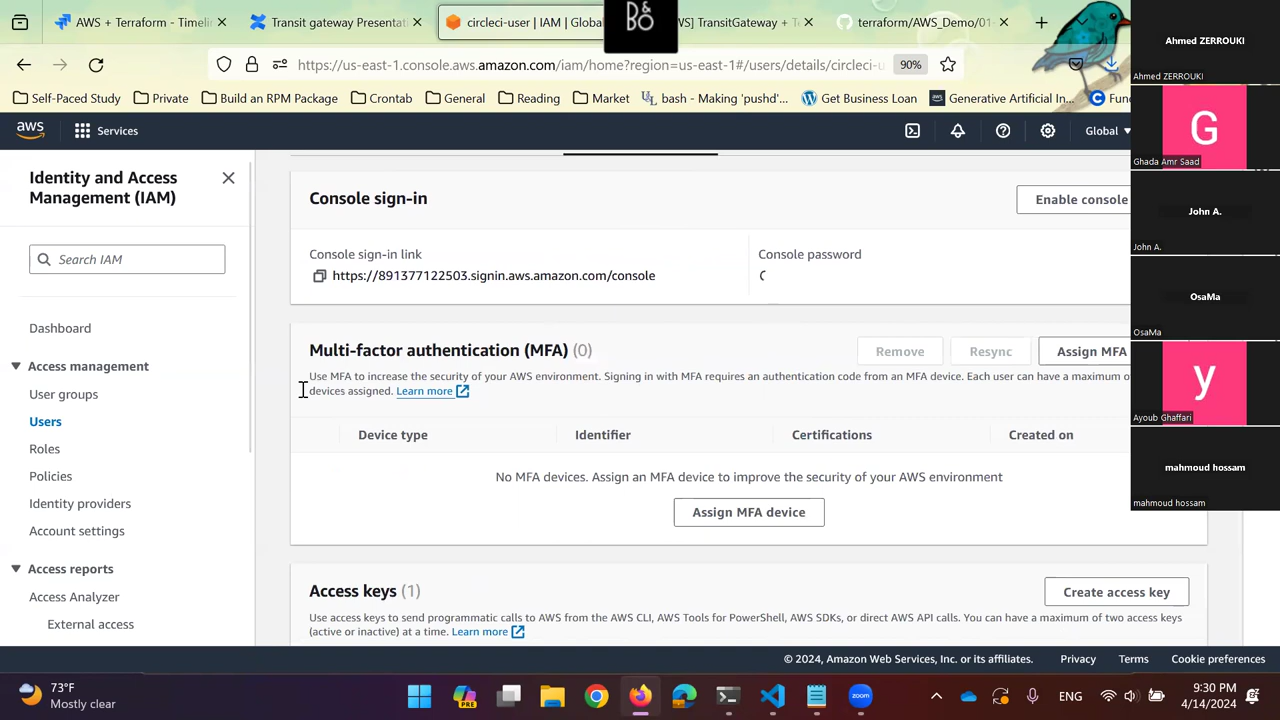 AWS + Terraform - Timelin
Transit gateway Presentati
circleci-user | IAM | Global
AWS] TransitGateway + Te
terraform/AWS_Demo/01-
B&BO
https://us-east-1.console.aws.amazon.com/iam/home?region=us-east-1#/users/details/circleci-u
90%
Self-Paced Study
Private
Build an RPM Package
Crontab
General
Reading
Market
bash - Making 'pushd'...
Get Business Loan
Generative Artificial In...
Fun
aws
Services
Global
Identity and Access
Management (IAM)
Search IAM
Dashboard
Access management
User groups
Users
Roles
Policies
Identity providers
Account settings
Access reports
Access Analyzer
External access
Console sign-in
Enable console
Console sign-in link
Console password
https://891377122503.signin.aws.amazon.com/console
Multi-factor authentication (MFA) (0)
Remove
Resync
Assign MFA
Use MFA to increase the security of your AWS environment. Signing in with MFA requires an authentication code from an MFA device. Each user can have a maximum o
devices assigned. Learn more
Device type
Identifier
Certifications
Created on
No MFA devices. Assign an MFA device to improve the security of your AWS environment
Assign MFA device
Access keys (1)
Create access key
Use access keys to send programmatic calls to AWS from the AWS CLI, AWS Tools for PowerShell, AWS SDKs, or direct AWS API calls. You can have a maximum of two access keys
(active or inactive) at a time. Learn more
© 2024, Amazon Web Services, Inc. or its affiliates.
Privacy
Terms
Cookie preferences
Ahmed ZERROUKI
Ahmed ZERROUKI
G
Ghada Amr Saad
John A.
John A.
OsaMa
OsaMa
y
Ayoub Ghaffari
mahmoud hossam
mahmoud hossam
73°F
Mostly clear
PRE
zoom
ENG
9:30 PM
4/14/2024